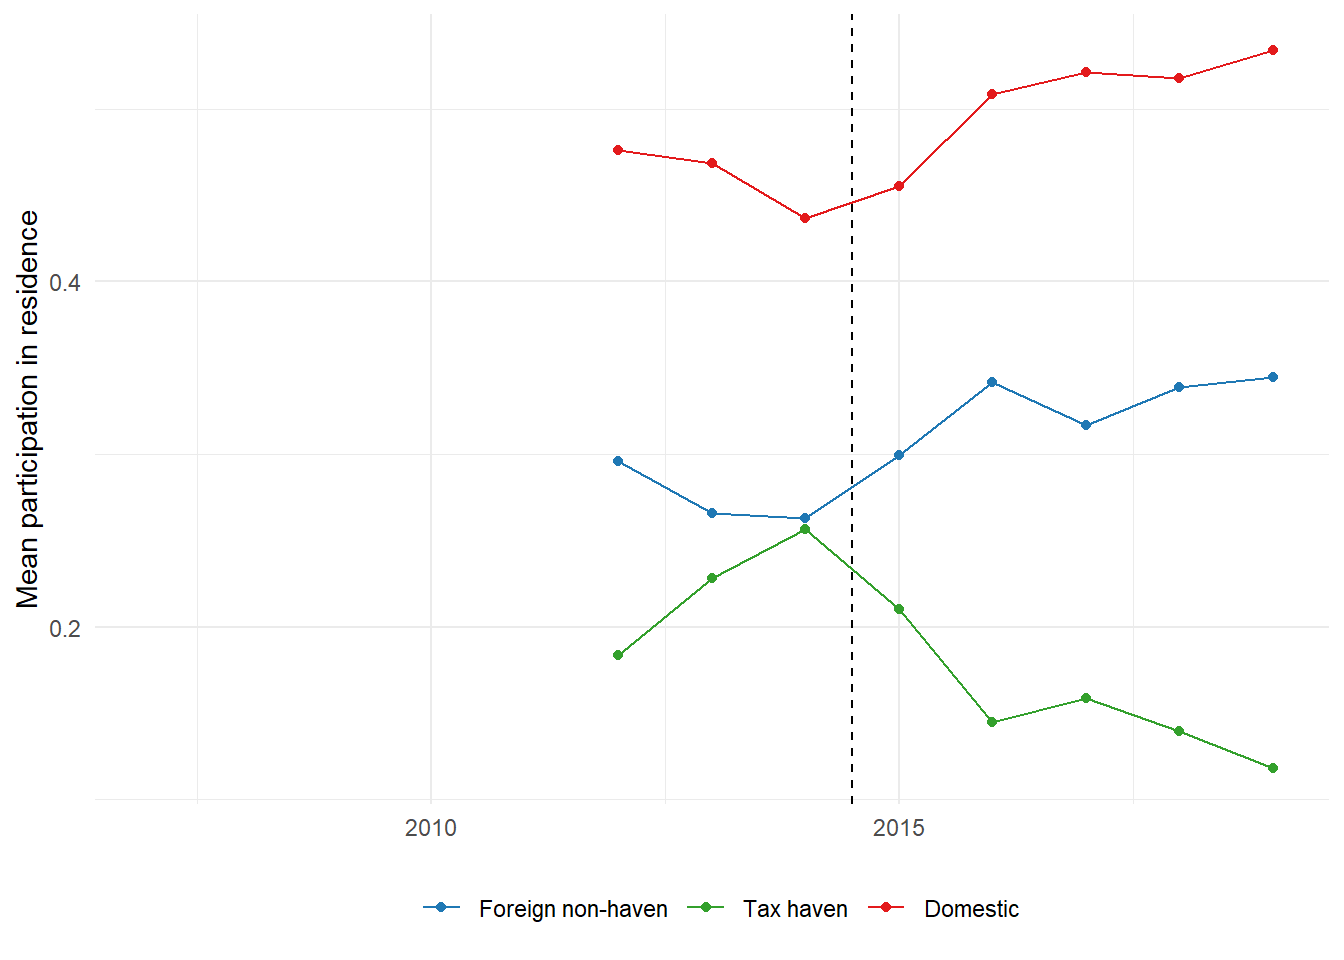 Mean participation in residence
0.4
0.2
2010
2015
Foreign non-haven
Tax haven
Domestic